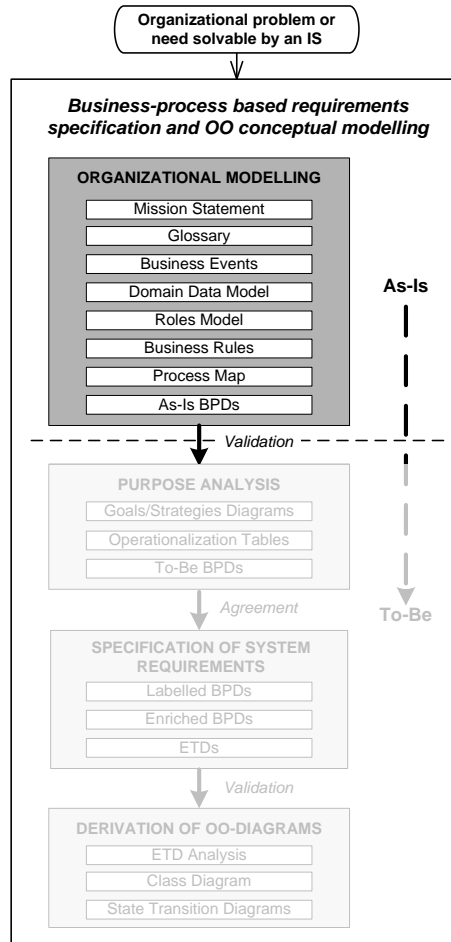 Organizational problem or
need solvable by an IS
Business-process based requirements
specification and OO conceptual modelling
ORGANIZATIONAL MODELLING
Mission Statement
Glossary
Business Events
Domain Data Model
Roles Model
Business Rules
Process Map
As-Is BPDs
As-Is
Validation
PURPOSE ANALYSIS
Goals/Strategies Diagrams
Operationalization Tables
To-Be BPDs
To-Be
Agreement
SPECIFICATION OF SYSTEM
REQUIREMENTS
Labelled BPDs
Enriched BPDs
ETDs
Validation
DERIVATION OF OO-DIAGRAMS
ETD Analysis
Class Diagram
State Transition Diagrams